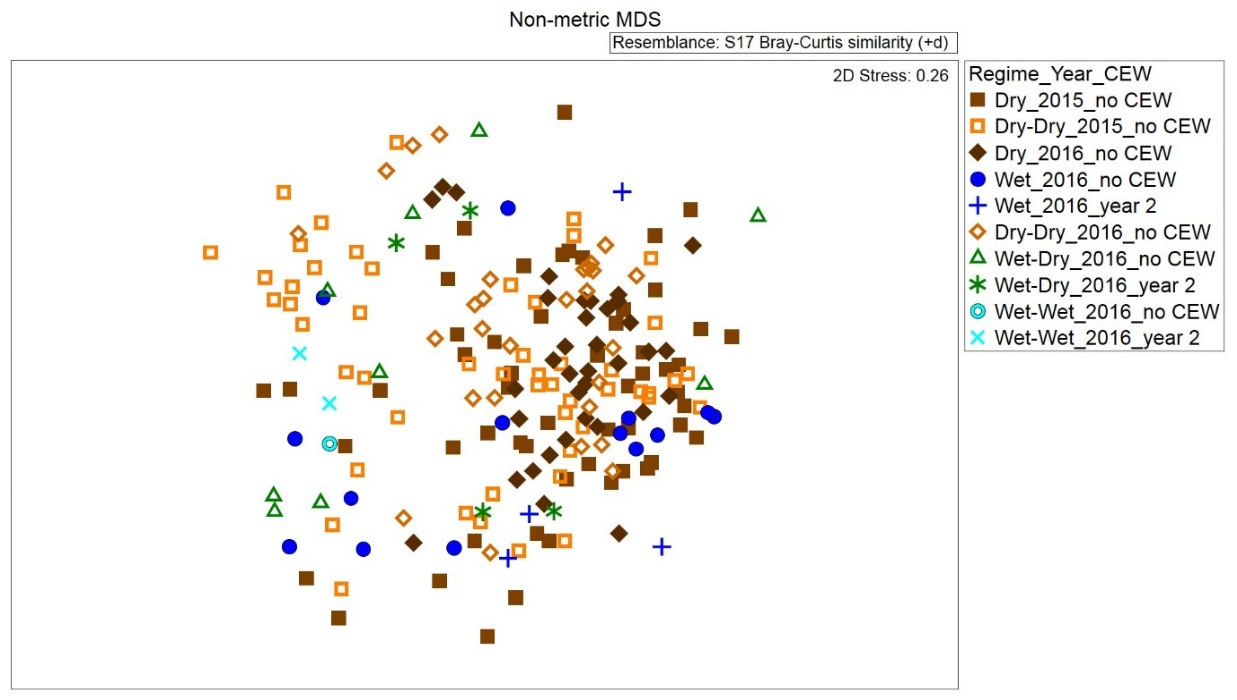 Non-metric MDS
Resemblance: S17 Bray-Curtis similarity (+d)
2D Stress: 0.26
Regime_Year_CEW
Dry_2015_no CEW
Dry-Dry_2015_no CEW
Dry_2016_no CEW
Wet_2016_no CEW
Wet_2016_year 2
Dry-Dry_2016_no CEW
Wet-Dry_2016_no CEW
Wet-Dry_2016_year 2
Wet-Wet_2016_no CEW
Wet-Wet_2016_year 2